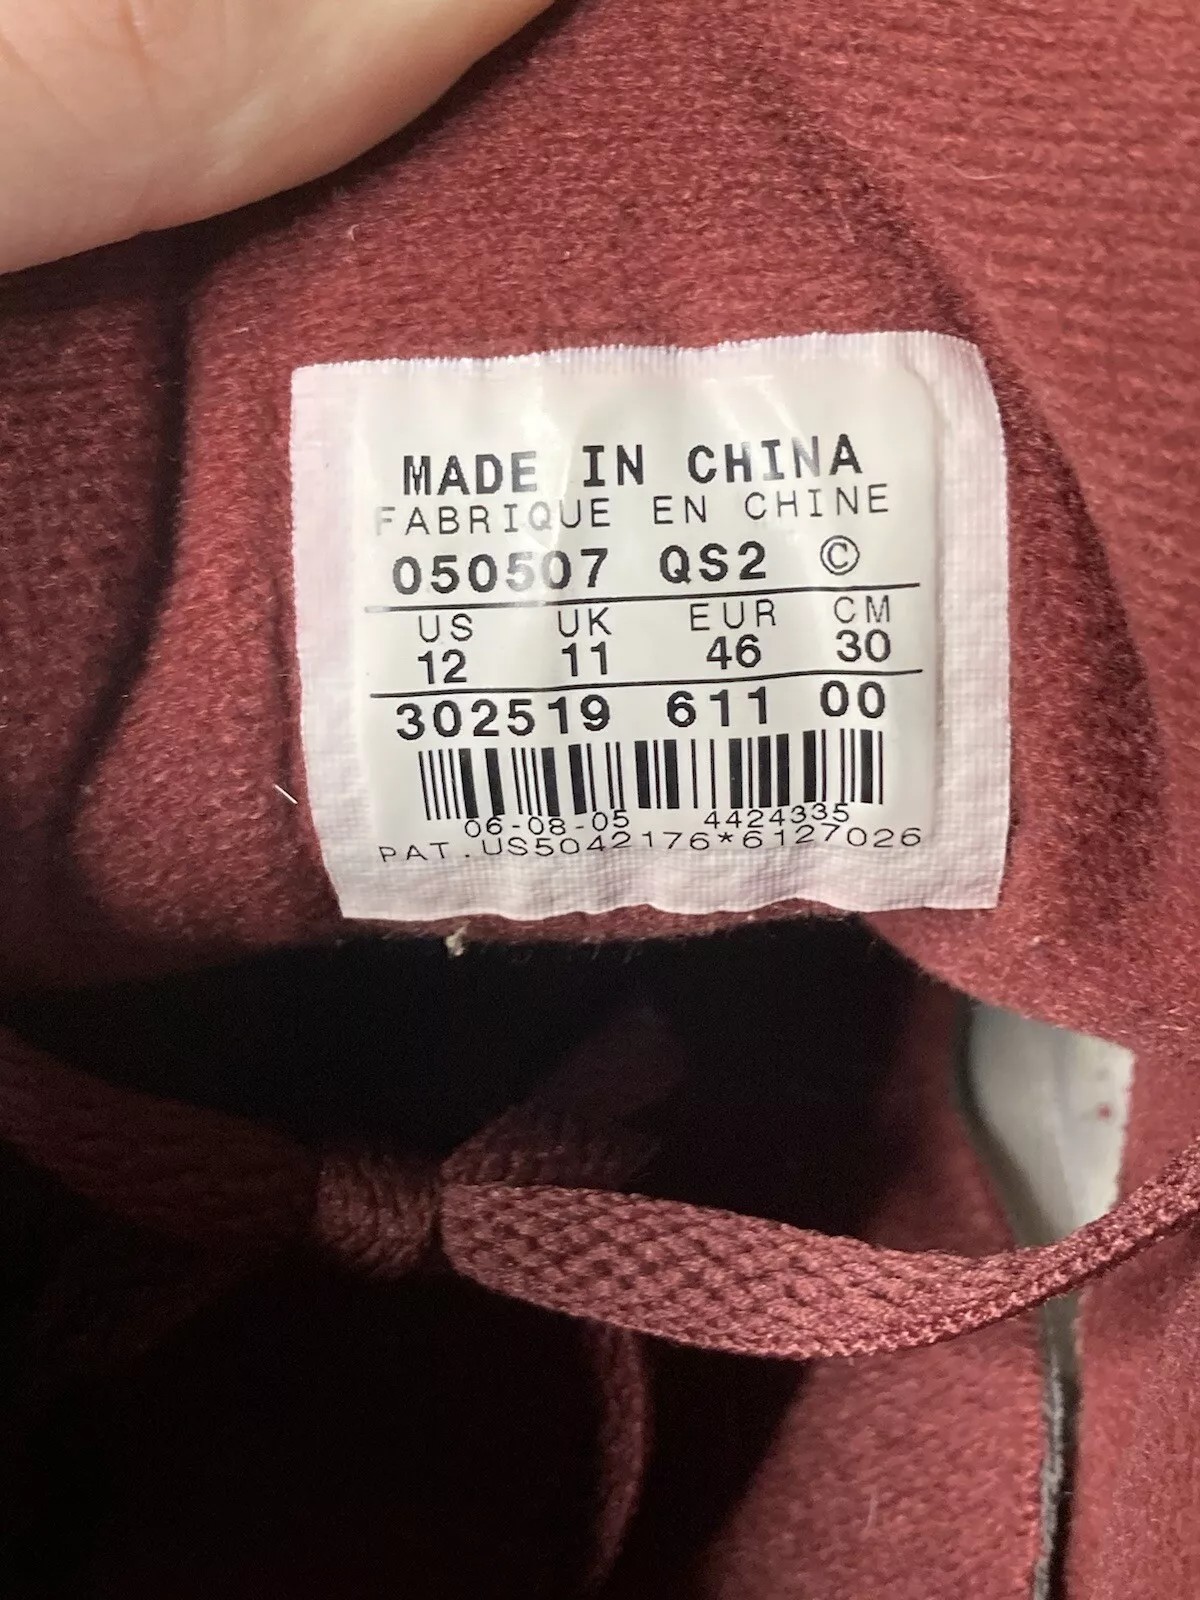 MADE IN CHINA
FABRIQUE EN CHINE
050507 QS2 ©
US UK EUR CM
12 11 46 30
302519 611 00
06-08-05 4424335
PAT.US5042176*6127026